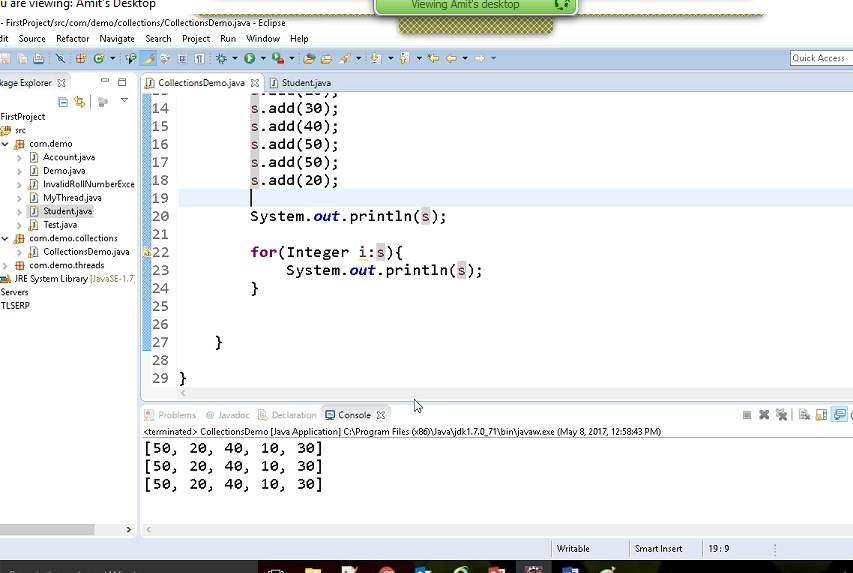 u are viewing: Amit's Desktop
Viewing Amit's desktop
- FirstProject/src/com/demo/collections/CollectionsDemo.java - Eclipse
dit Source Refactor Navigate Search Project Run Window Help
Quick Access
kage Explorer
CollectionsDemo.java
Student.java
FirstProject
src
com.demo
Account.java
Demo.java
InvalidRollNumberExce
MyThread.java
Student.java
Test.java
com.demo.collections
CollectionsDemo.java
com.demo.threads
JRE System Library [JavaSE-1.7]
Servers
TLSERP
14 s.add(30);
15 s.add(40);
16 s.add(50);
17 s.add(50);
18 s.add(20);
19
20 System.out.println(s);
21
22 for(Integer i:s){
23 System.out.println(s);
24 }
25
26
27 }
28
29 }
Problems @ Javadoc Declaration Console
<terminated> CollectionsDemo [Java Application] C:\Program Files (x86)\Java\jdk1.7.0_71\bin\javaw.exe (May 8, 2017, 12:58:43 PM)
[50, 20, 40, 10, 30]
[50, 20, 40, 10, 30]
[50, 20, 40, 10, 30]
Writable Smart Insert 19 : 9